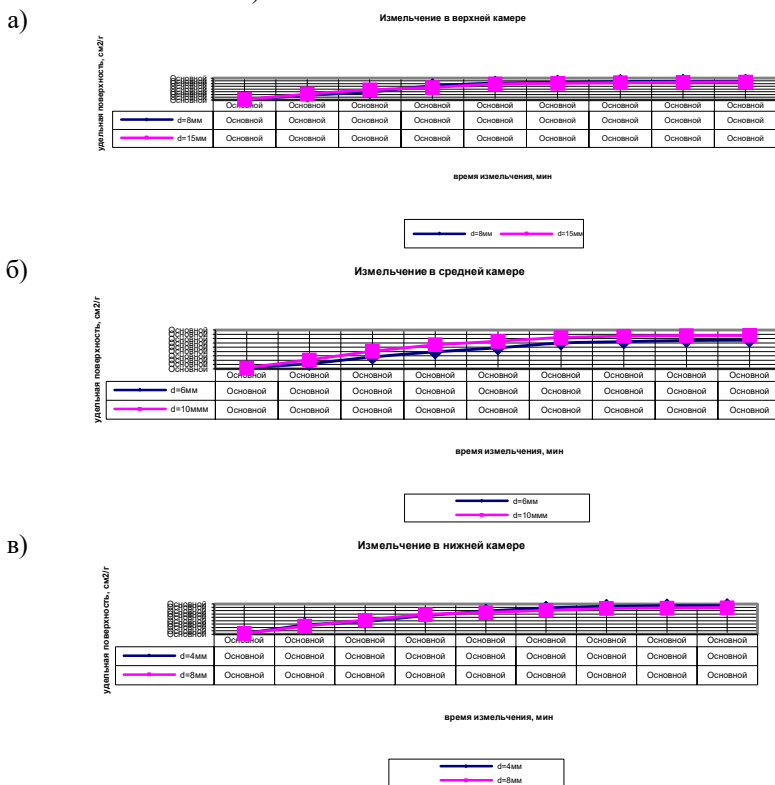 а)
Измельчение в верхней камере
удельная поверхность, см2/г
Основной Основной Основной Основной Основной Основной Основной Основной Основной
d=8мм Основной Основной Основной Основной Основной Основной Основной Основной Основной
d=15мм Основной Основной Основной Основной Основной Основной Основной Основной Основной
время измельчения, мин
d=8мм d=15мм
б)
Измельчение в средней камере
удельная поверхность, см2/г
Основной Основной Основной Основной Основной Основной Основной Основной Основной
d=6мм Основной Основной Основной Основной Основной Основной Основной Основной Основной
d=10ммм Основной Основной Основной Основной Основной Основной Основной Основной Основной
время измельчения, мин
d=6мм
d=10ммм
в)
Измельчение в нижней камере
удельная поверхность, см2/г
Основной Основной Основной Основной Основной Основной Основной Основной Основной
d=4мм Основной Основной Основной Основной Основной Основной Основной Основной Основной
d=8мм Основной Основной Основной Основной Основной Основной Основной Основной Основной
время измельчения, мин
d=4мм
d=8мм